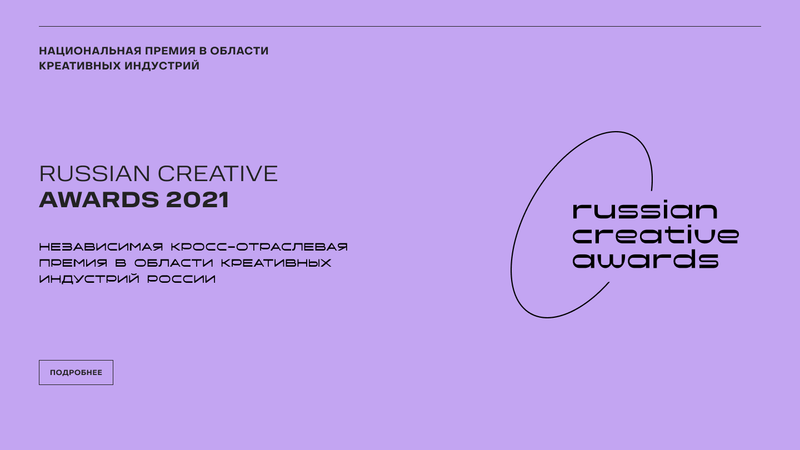 НАЦИОНАЛЬНАЯ ПРЕМИЯ В ОБЛАСТИ
КРЕАТИВНЫХ ИНДУСТРИЙ
RUSSIAN CREATIVE
AWARDS 2021
НЕЗАВИСИМАЯ КРОСС-ОТРАСЛЕВАЯ
ПРЕМИЯ В ОБЛАСТИ КРЕАТИВНЫХ
ИНДУСТРИЙ РОССИИ
ПОДРОБНЕЕ
russian
creative
awards